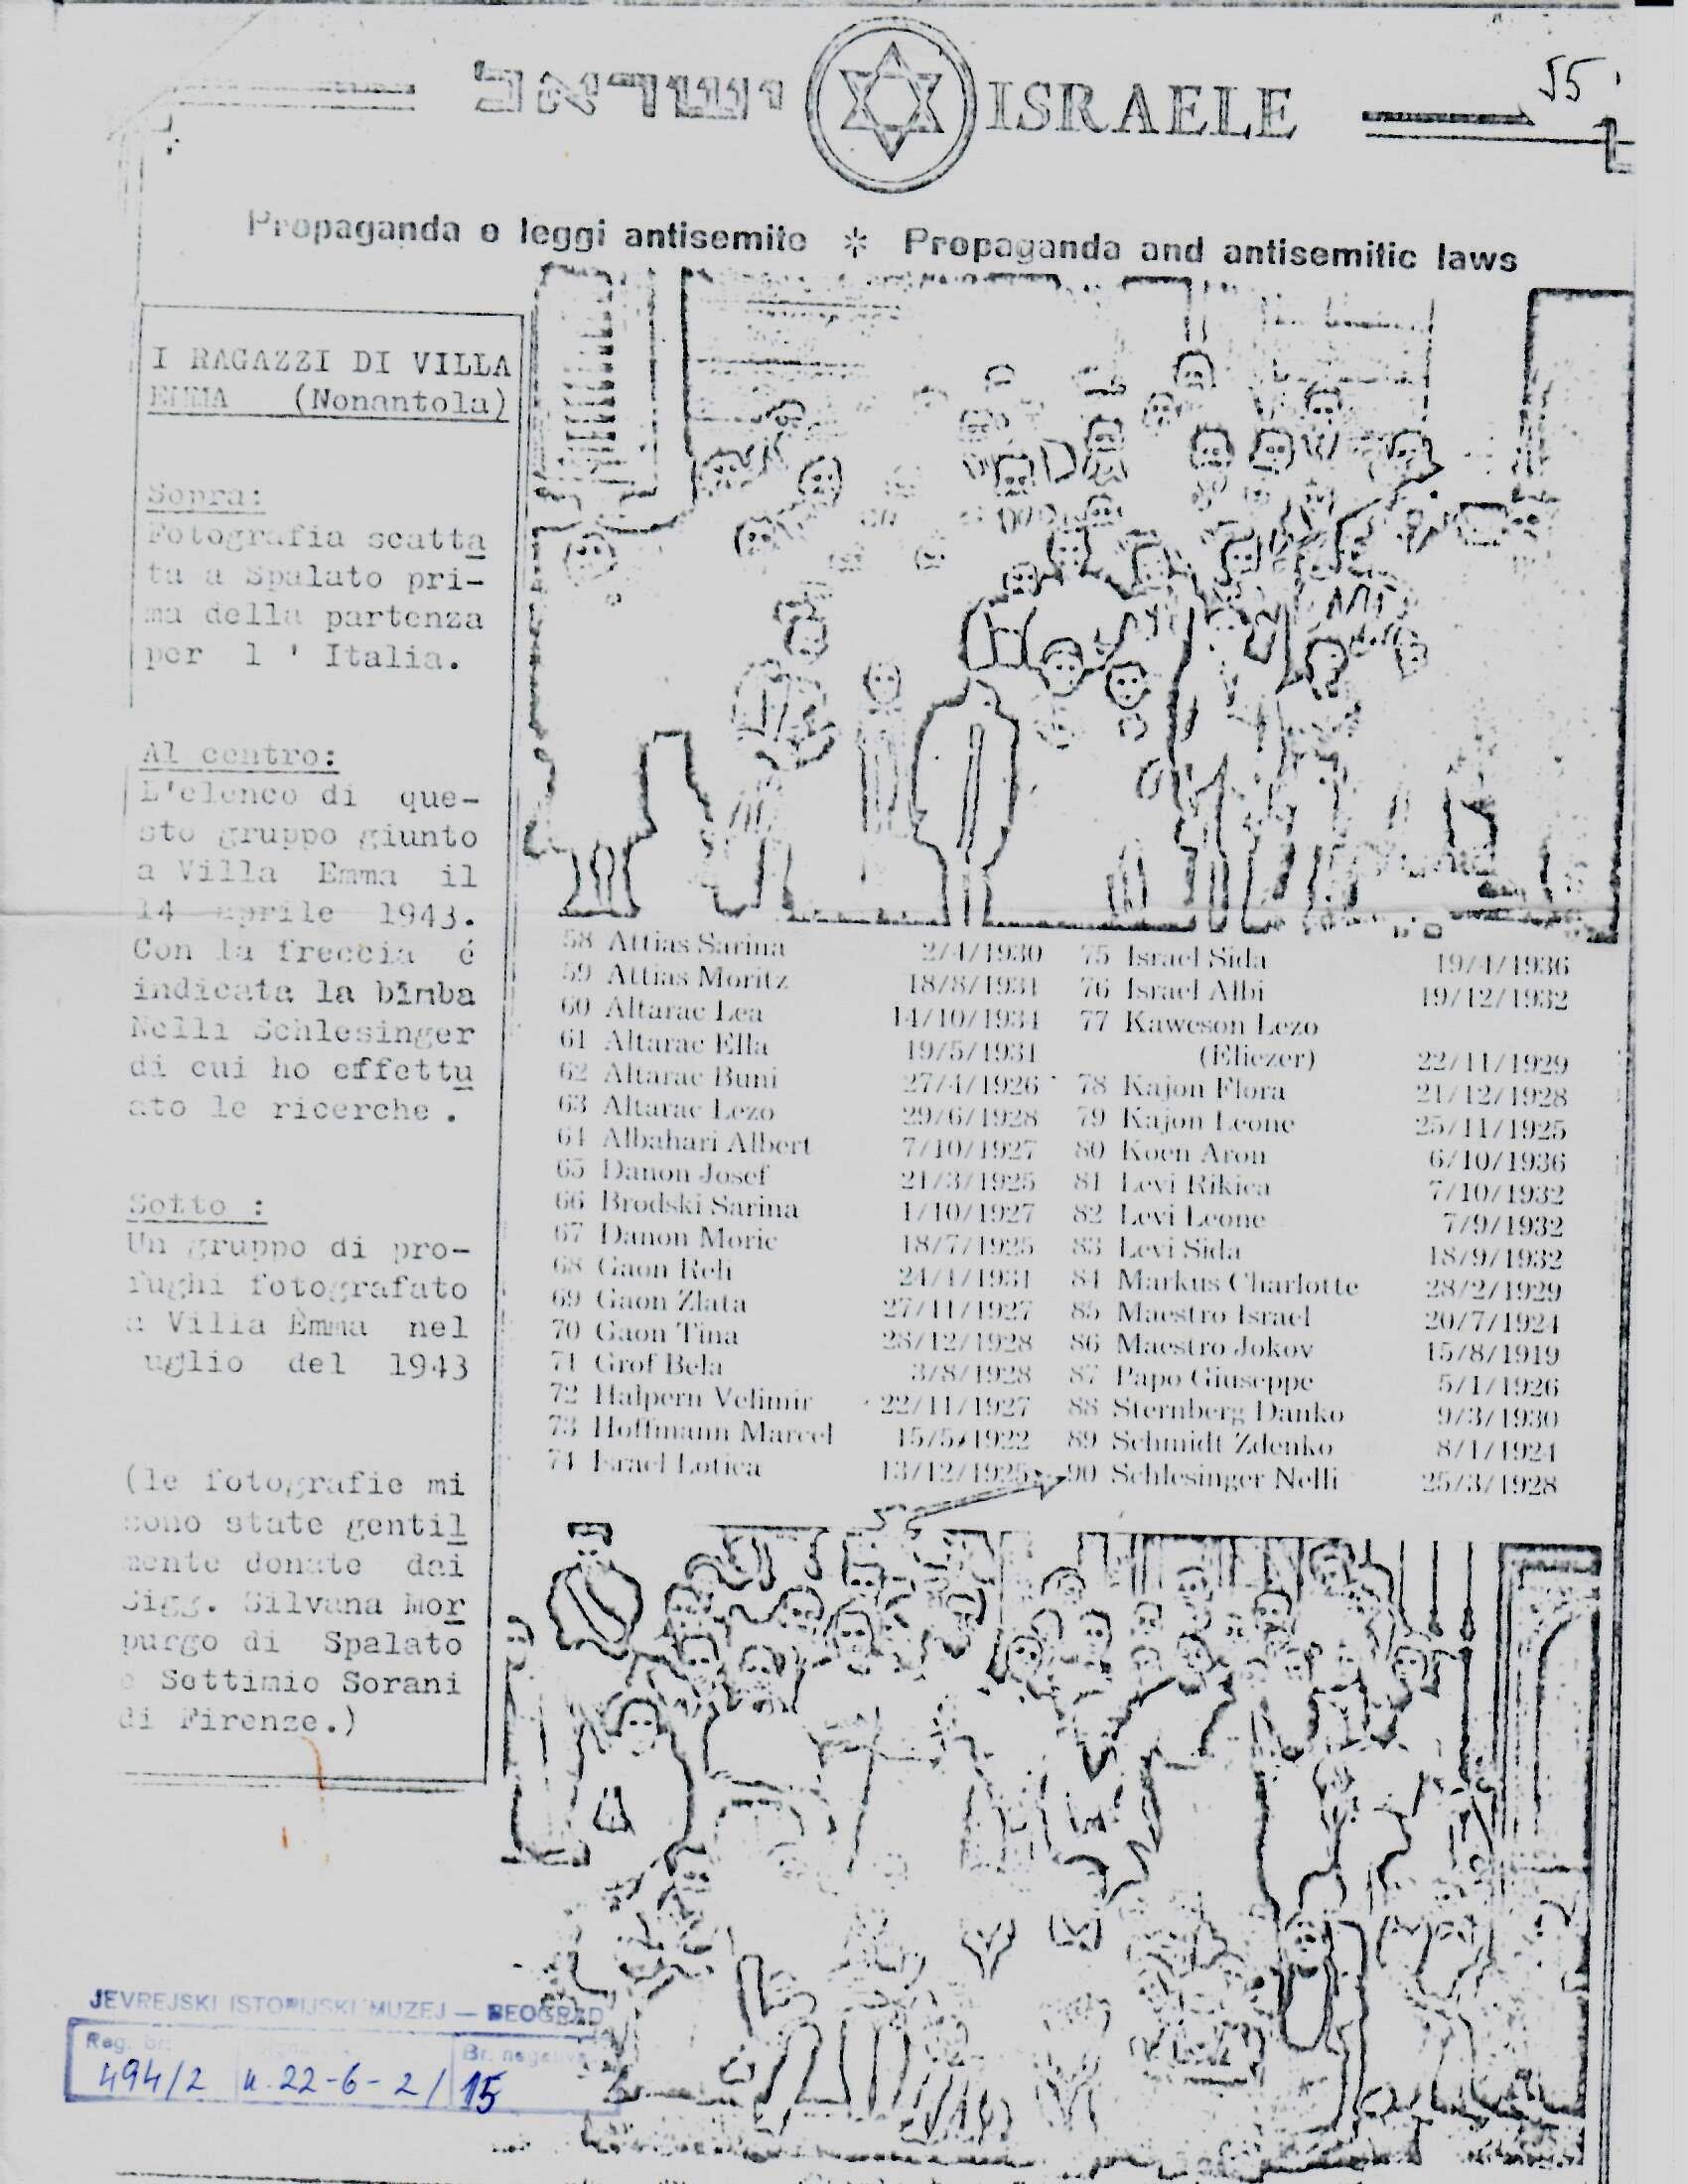 ישראל ISRAELE
55
Propaganda e leggi antisemite * Propaganda and antisemitic laws
I RAGAZZI DI VILLA
EMMA (Nonantola)
Sopra:
Fotografia scatta
ta a Spalato pri-
ma della partenza
per l ' Italia.
Al centro:
L'elenco di que-
sto gruppo giunto
a Villa Emma il
14 aprile 1943.
Con la freccia é
indicata la bimba
Nelli Schlesinger
di cui ho effettu
ato le ricerche.
Sotto :
Un gruppo di pro-
fughi fotografato
a Villa Èmma nel
uglio del 1943
(le fotografie mi
sono state gentil
mente donate dai
Sigg. Silvana Mor
purgo di Spalato
e Settimio Sorani
di Firenze.)
58 Attias Sarina 2/4/1930
59 Attias Moritz 18/8/1931
60 Altarac Lea 14/10/1934
61 Altarac Ella 19/5/1931
62 Altarac Buni 27/4/1926
63 Altarac Lezo 29/6/1928
64 Albahari Albert 7/10/1927
65 Danon Josef 21/3/1925
66 Brodski Sarina 1/10/1927
67 Danon Moric 18/7/1925
68 Gaon Reli 24/1/1931
69 Gaon Zlata 27/11/1927
70 Gaon Tina 28/12/1928
71 Grof Bela 3/8/1928
72 Halpern Velimir 22/11/1927
73 Hoffmann Marcel 15/5/1922
74 Israel Lotica 13/12/1925
75 Israel Sida 19/4/1936
76 Israel Albi 19/12/1932
77 Kaweson Lezo
(Eliezer) 22/11/1929
78 Kajon Flora 21/12/1928
79 Kajon Leone 25/11/1925
80 Koen Aron 6/10/1936
81 Levi Rikica 7/10/1932
82 Levi Leone 7/9/1932
83 Levi Sida 18/9/1932
84 Markus Charlotte 28/2/1929
85 Maestro Israel 20/7/1924
86 Maestro Jokov 15/8/1919
87 Papo Giuseppe 5/1/1926
88 Sternberg Danko 9/3/1930
89 Schmidt Zdenko 8/1/1924
90 Schlesinger Nelli 25/3/1928
JEVREJSKI ISTORIJSKI MUZEJ — BEOGRAD
Reg. br. Br. negativa
494/2 k. 22-6-2/15